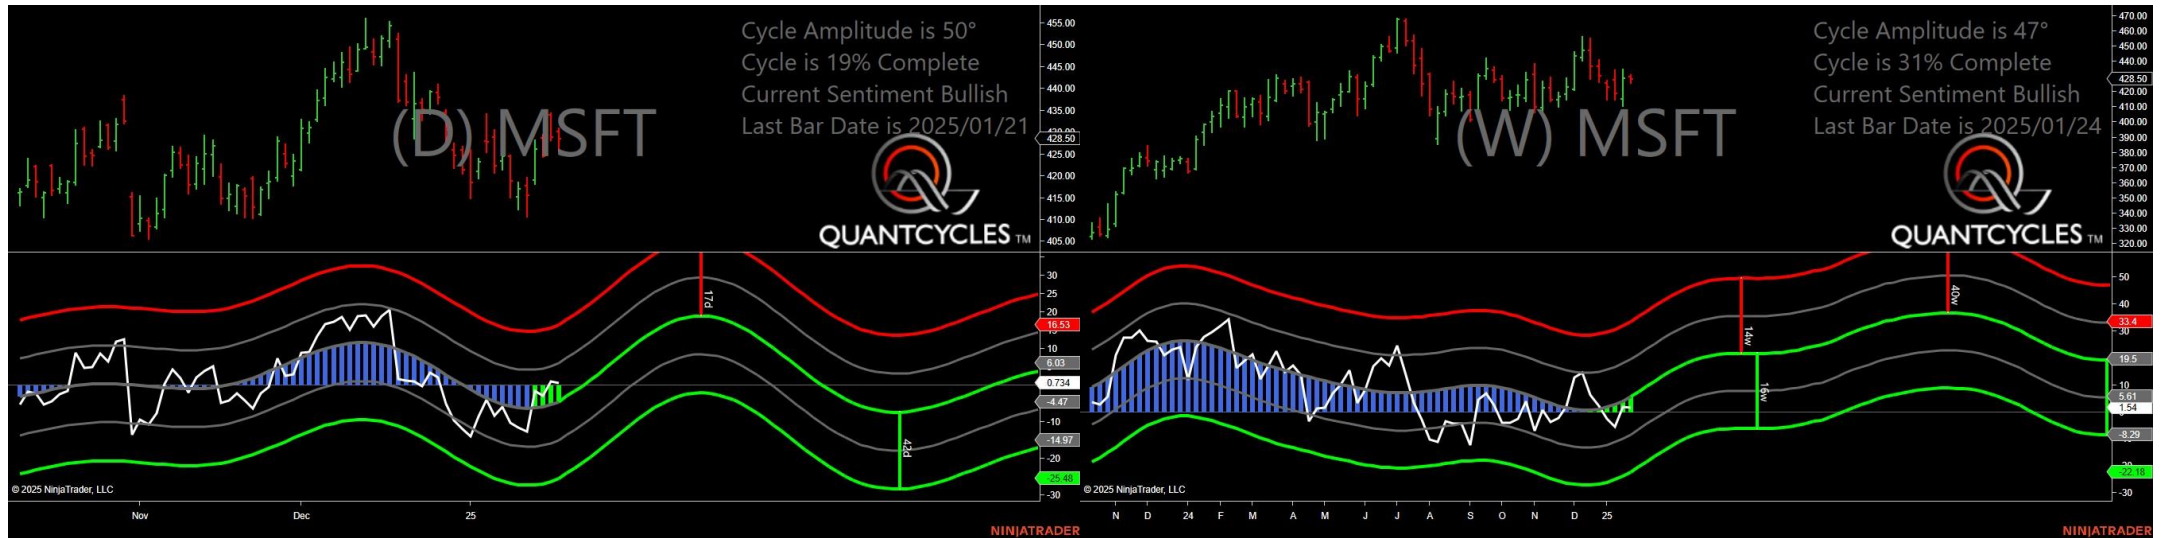 Cycle Amplitude is 50°
Cycle is 19% Complete
Current Sentiment Bullish
Last Bar Date is 2025/01/21
(D) MSFT
QUANTCYCLES TM
455.00
450.00
445.00
440.00
435.00
430.00
428.50
425.00
420.00
415.00
410.00
405.00
17d
42d
30
25
20
16.53
10
6.03
0.734
-4.47
-10
-14.97
-20
-25.48
-30
© 2025 NinjaTrader, LLC
Nov
Dec
25
NINJATRADER
Cycle Amplitude is 47°
Cycle is 31% Complete
Current Sentiment Bullish
Last Bar Date is 2025/01/24
(W) MSFT
QUANTCYCLES TM
470.00
460.00
450.00
440.00
428.50
420.00
410.00
400.00
390.00
380.00
370.00
360.00
350.00
340.00
330.00
320.00
14w
16w
40w
50
40
33.4
30
19.5
10
5.61
1.54
-8.29
-22.18
-30
© 2025 NinjaTrader, LLC
N D 24 F M A M J J A S O N D 25
NINJATRADER